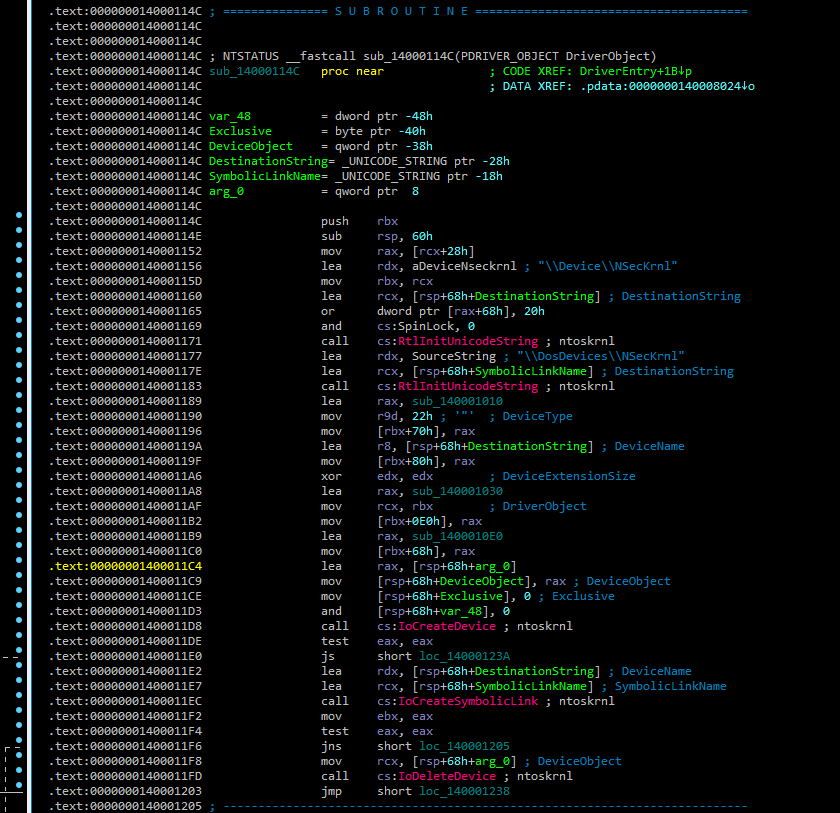 .text:000000014000114C ; =============== S U B R O U T I N E =======================================
.text:000000014000114C
.text:000000014000114C
.text:000000014000114C ; NTSTATUS __fastcall sub_14000114C(PDRIVER_OBJECT DriverObject)
.text:000000014000114C sub_14000114C   proc near               ; CODE XREF: DriverEntry+1B↓p
.text:000000014000114C                                         ; DATA XREF: .pdata:0000000140008024↓o
.text:000000014000114C
.text:000000014000114C var_48          = dword ptr -48h
.text:000000014000114C Exclusive       = byte ptr -40h
.text:000000014000114C DeviceObject    = qword ptr -38h
.text:000000014000114C DestinationString= _UNICODE_STRING ptr -28h
.text:000000014000114C SymbolicLinkName= _UNICODE_STRING ptr -18h
.text:000000014000114C arg_0           = qword ptr  8
.text:000000014000114C
.text:000000014000114C                 push    rbx
.text:000000014000114E                 sub     rsp, 60h
.text:0000000140001152                 mov     rax, [rcx+28h]
.text:0000000140001156                 lea     rdx, aDeviceNseckrnl ; "\\Device\\NSecKrnl"
.text:000000014000115D                 mov     rbx, rcx
.text:0000000140001160                 lea     rcx, [rsp+68h+DestinationString] ; DestinationString
.text:0000000140001165                 or      dword ptr [rax+68h], 20h
.text:0000000140001169                 and     cs:SpinLock, 0
.text:0000000140001171                 call    cs:RtlInitUnicodeString ; ntoskrnl
.text:0000000140001177                 lea     rdx, SourceString ; "\\DosDevices\\NSecKrnl"
.text:000000014000117E                 lea     rcx, [rsp+68h+SymbolicLinkName] ; DestinationString
.text:0000000140001183                 call    cs:RtlInitUnicodeString ; ntoskrnl
.text:0000000140001189                 lea     rax, sub_140001010
.text:0000000140001190                 mov     r9d, 22h ; '"'  ; DeviceType
.text:0000000140001196                 mov     [rbx+70h], rax
.text:000000014000119A                 lea     r8, [rsp+68h+DestinationString] ; DeviceName
.text:000000014000119F                 mov     [rbx+80h], rax
.text:00000001400011A6                 xor     edx, edx        ; DeviceExtensionSize
.text:00000001400011A8                 lea     rax, sub_140001030
.text:00000001400011AF                 mov     rcx, rbx        ; DriverObject
.text:00000001400011B2                 mov     [rbx+0E0h], rax
.text:00000001400011B9                 lea     rax, sub_1400010E0
.text:00000001400011C0                 mov     [rbx+68h], rax
.text:00000001400011C4                 lea     rax, [rsp+68h+arg_0]
.text:00000001400011C9                 mov     [rsp+68h+DeviceObject], rax ; DeviceObject
.text:00000001400011CE                 mov     [rsp+68h+Exclusive], 0 ; Exclusive
.text:00000001400011D3                 and     [rsp+68h+var_48], 0
.text:00000001400011D8                 call    cs:IoCreateDevice ; ntoskrnl
.text:00000001400011DE                 test    eax, eax
.text:00000001400011E0                 js      short loc_14000123A
.text:00000001400011E2                 lea     rdx, [rsp+68h+DestinationString] ; DeviceName
.text:00000001400011E7                 lea     rcx, [rsp+68h+SymbolicLinkName] ; SymbolicLinkName
.text:00000001400011EC                 call    cs:IoCreateSymbolicLink ; ntoskrnl
.text:00000001400011F2                 mov     ebx, eax
.text:00000001400011F4                 test    eax, eax
.text:00000001400011F6                 jns     short loc_140001205
.text:00000001400011F8                 mov     rcx, [rsp+68h+arg_0] ; DeviceObject
.text:00000001400011FD                 call    cs:IoDeleteDevice ; ntoskrnl
.text:0000000140001203                 jmp     short loc_140001238
.text:0000000140001205 ; ---------------------------------------------------------------------------